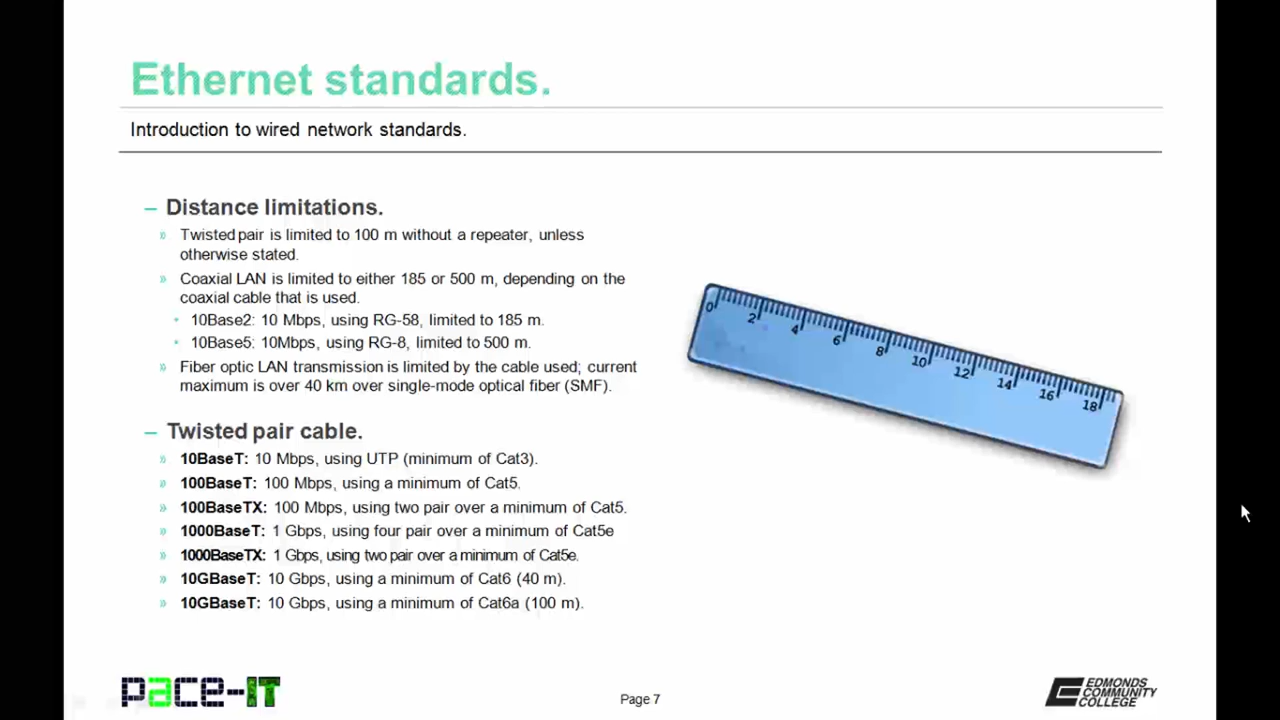 Ethernet standards.
Introduction to wired network standards.
– Distance limitations.
» Twisted pair is limited to 100 m without a repeater, unless
otherwise stated.
» Coaxial LAN is limited to either 185 or 500 m, depending on the
coaxial cable that is used.
• 10Base2: 10 Mbps, using RG-58, limited to 185 m.
• 10Base5: 10Mbps, using RG-8, limited to 500 m.
» Fiber optic LAN transmission is limited by the cable used; current
maximum is over 40 km over single-mode optical fiber (SMF).
– Twisted pair cable.
» 10BaseT: 10 Mbps, using UTP (minimum of Cat3).
» 100BaseT: 100 Mbps, using a minimum of Cat5.
» 100BaseTX: 100 Mbps, using two pair over a minimum of Cat5.
» 1000BaseT: 1 Gbps, using four pair over a minimum of Cat5e
» 1000BaseTX: 1 Gbps, using two pair over a minimum of Cat5e.
» 10GBaseT: 10 Gbps, using a minimum of Cat6 (40 m).
» 10GBaseT: 10 Gbps, using a minimum of Cat6a (100 m).
0 2 4 6 8 10 12 14 16 18
pace-IT
Page 7
EDMONDS
COMMUNITY
COLLEGE